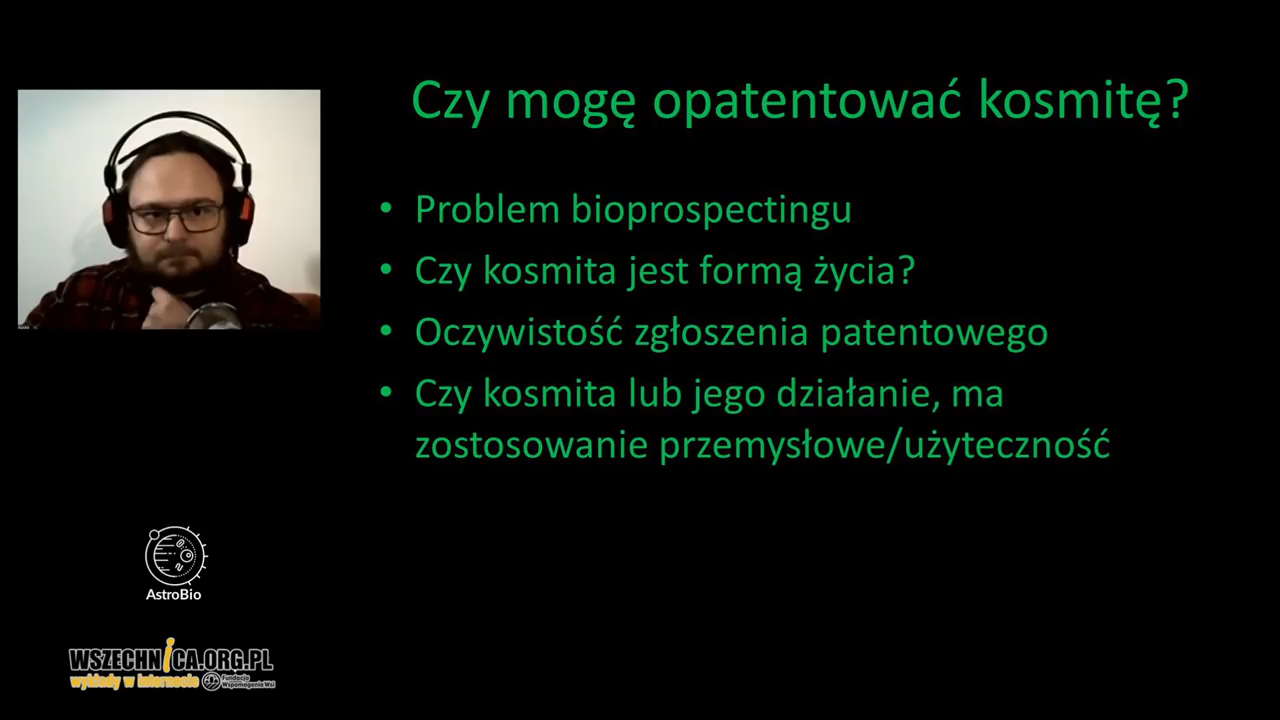 Czy mogę opatentować kosmitę?
• Problem bioprospectingu
• Czy kosmita jest formą życia?
• Oczywistość zgłoszenia patentowego
• Czy kosmita lub jego działanie, ma
zostosowanie przemysłowe/użyteczność
AstroBio
WSZECHNiCA.ORG.PL
wykłady w internecie
Fundacja
Wspomagania Wsi